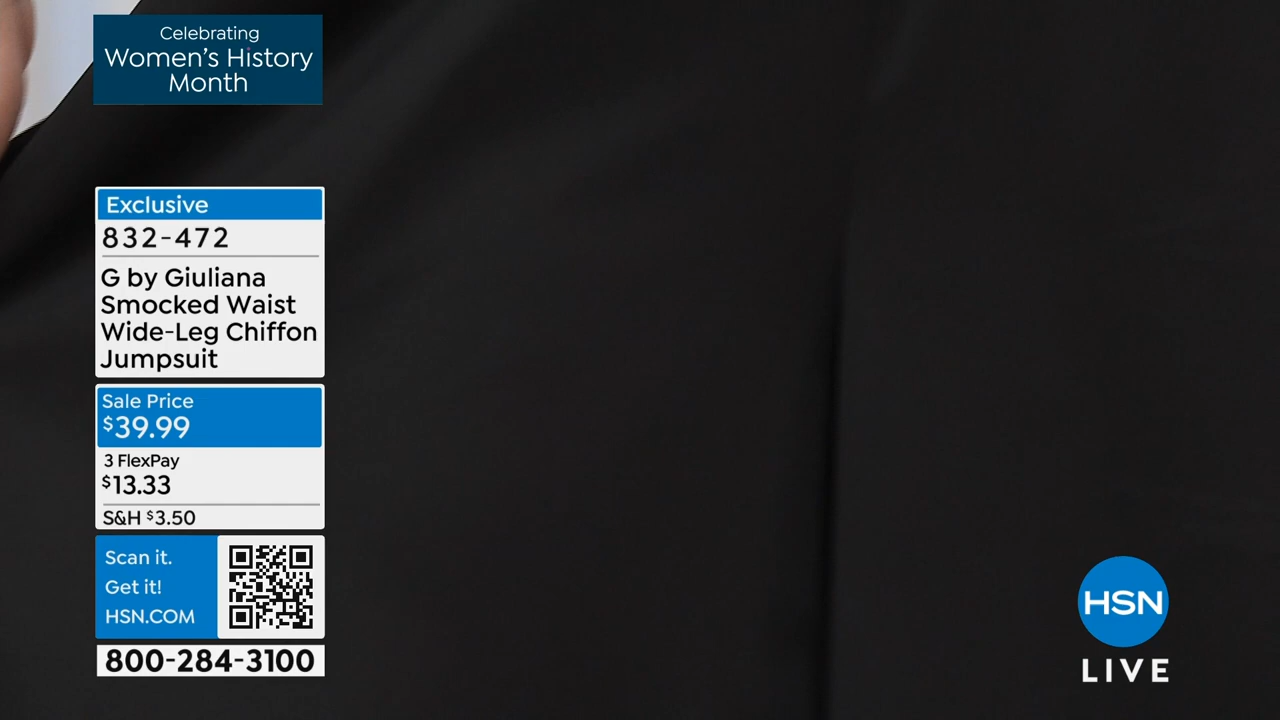 Celebrating
Women's History
Month
Exclusive
832-472
G by Giuliana
Smocked Waist
Wide-Leg Chiffon
Jumpsuit
Sale Price
$39.99
3 FlexPay
$13.33
S&H $3.50
Scan it.
Get it!
HSN.COM
800-284-3100
HSN
LIVE